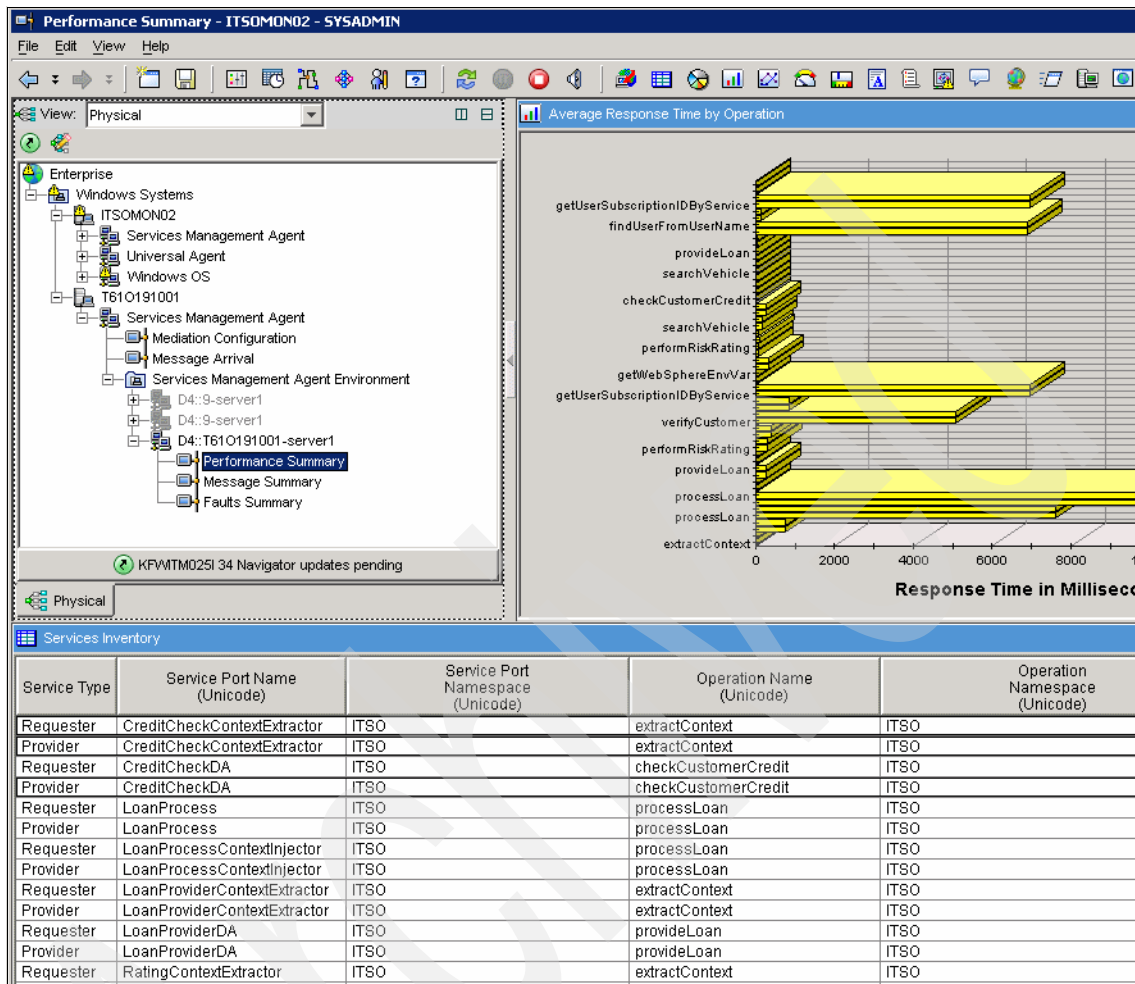 Performance Summary - ITSOMON02 - SYSADMIN
File Edit View Help
View: Physical
Enterprise
Windows Systems
ITSOMON02
Services Management Agent
Universal Agent
Windows OS
T61O191001
Services Management Agent
Mediation Configuration
Message Arrival
Services Management Agent Environment
D4::9-server1
D4::9-server1
D4::T61O191001-server1
Performance Summary
Message Summary
Faults Summary
KFWITM025I 34 Navigator updates pending
Physical
Average Response Time by Operation
getUserSubscriptionIDByService
findUserFromUserName
provideLoan
searchVehicle
checkCustomerCredit
searchVehicle
performRiskRating
getWebSphereEnvVar
getUserSubscriptionIDByService
verifyCustomer
performRiskRating
provideLoan
processLoan
processLoan
extractContext
0 2000 4000 6000 8000 1
Response Time in Millisec
Services Inventory
Service Type Service Port Name (Unicode) Service Port Namespace (Unicode) Operation Name (Unicode) Operation Namespace (Unicode)
Requester CreditCheckContextExtractor ITSO extractContext ITSO
Provider CreditCheckContextExtractor ITSO extractContext ITSO
Requester CreditCheckDA ITSO checkCustomerCredit ITSO
Provider CreditCheckDA ITSO checkCustomerCredit ITSO
Requester LoanProcess ITSO processLoan ITSO
Provider LoanProcess ITSO processLoan ITSO
Requester LoanProcessContextInjector ITSO processLoan ITSO
Provider LoanProcessContextInjector ITSO processLoan ITSO
Requester LoanProviderContextExtractor ITSO extractContext ITSO
Provider LoanProviderContextExtractor ITSO extractContext ITSO
Requester LoanProviderDA ITSO provideLoan ITSO
Provider LoanProviderDA ITSO provideLoan ITSO
Requester RatingContextExtractor ITSO extractContext ITSO